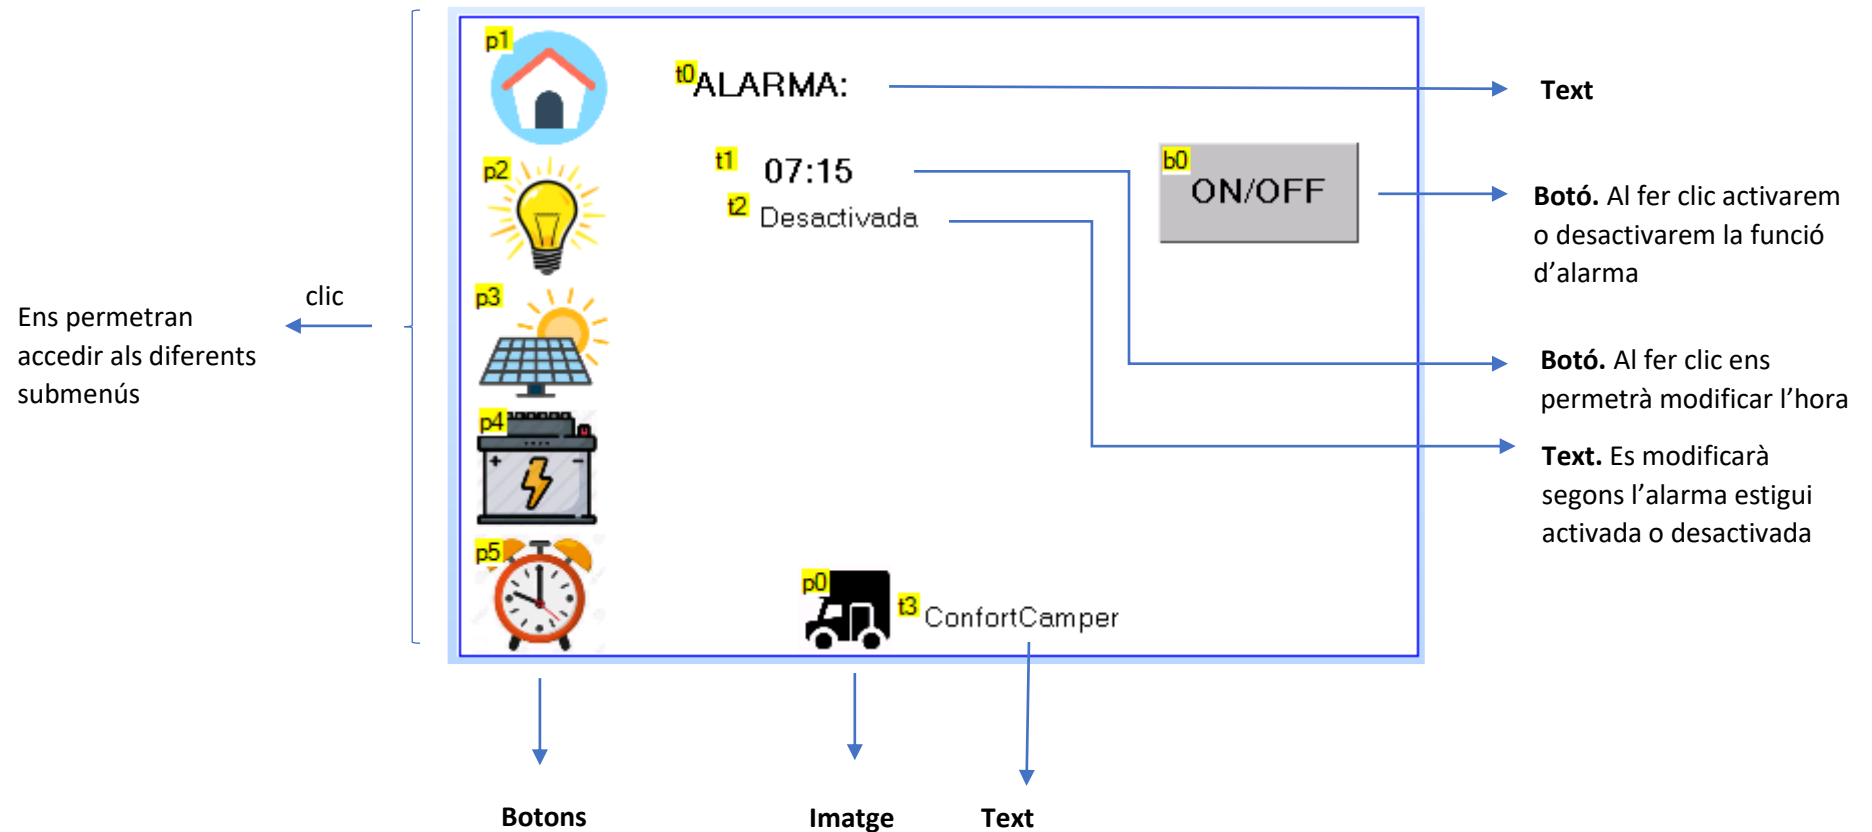 Ens permetran
accedir als diferents
submenús
clic
p1
p2
p3
p4
p5
t0 ALARMA:
t1 07:15
t2 Desactivada
b0
ON/OFF
p0
t3 ConfortCamper
Text
Botó. Al fer clic activarem
o desactivarem la funció
d’alarma
Botó. Al fer clic ens
permetrà modificar l’hora
Text. Es modificarà
segons l’alarma estigui
activada o desactivada
Botons
Imatge
Text